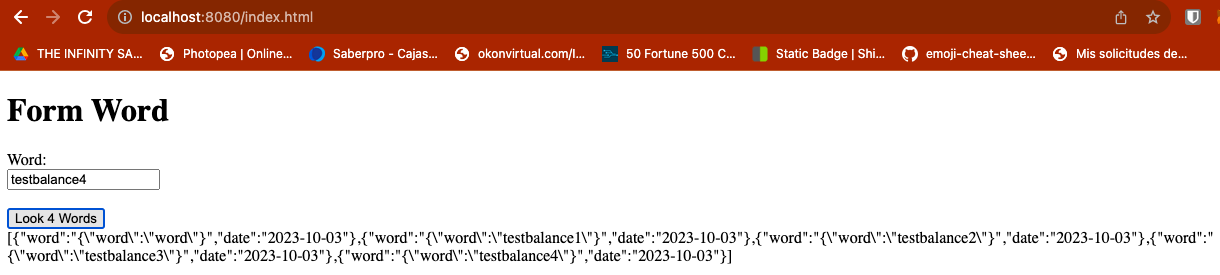 localhost:8080/index.html
THE INFINITY SA... Photopea | Online... Saberpro - Cajas... okonvirtual.com/l... 50 Fortune 500 C... Static Badge | Shi... emoji-cheat-shee... Mis solicitudes de...
Form Word
Word:
testbalance4
Look 4 Words
[{"word":"{\"word\":\"word\"}","date":"2023-10-03"},{"word":"{\"word\":\"testbalance1\"}","date":"2023-10-03"},{"word":"{\"word\":\"testbalance2\"}","date":"2023-10-03"},{"word":"
{\"word\":\"testbalance3\"}","date":"2023-10-03"},{"word":"{\"word\":\"testbalance4\"}","date":"2023-10-03"}]